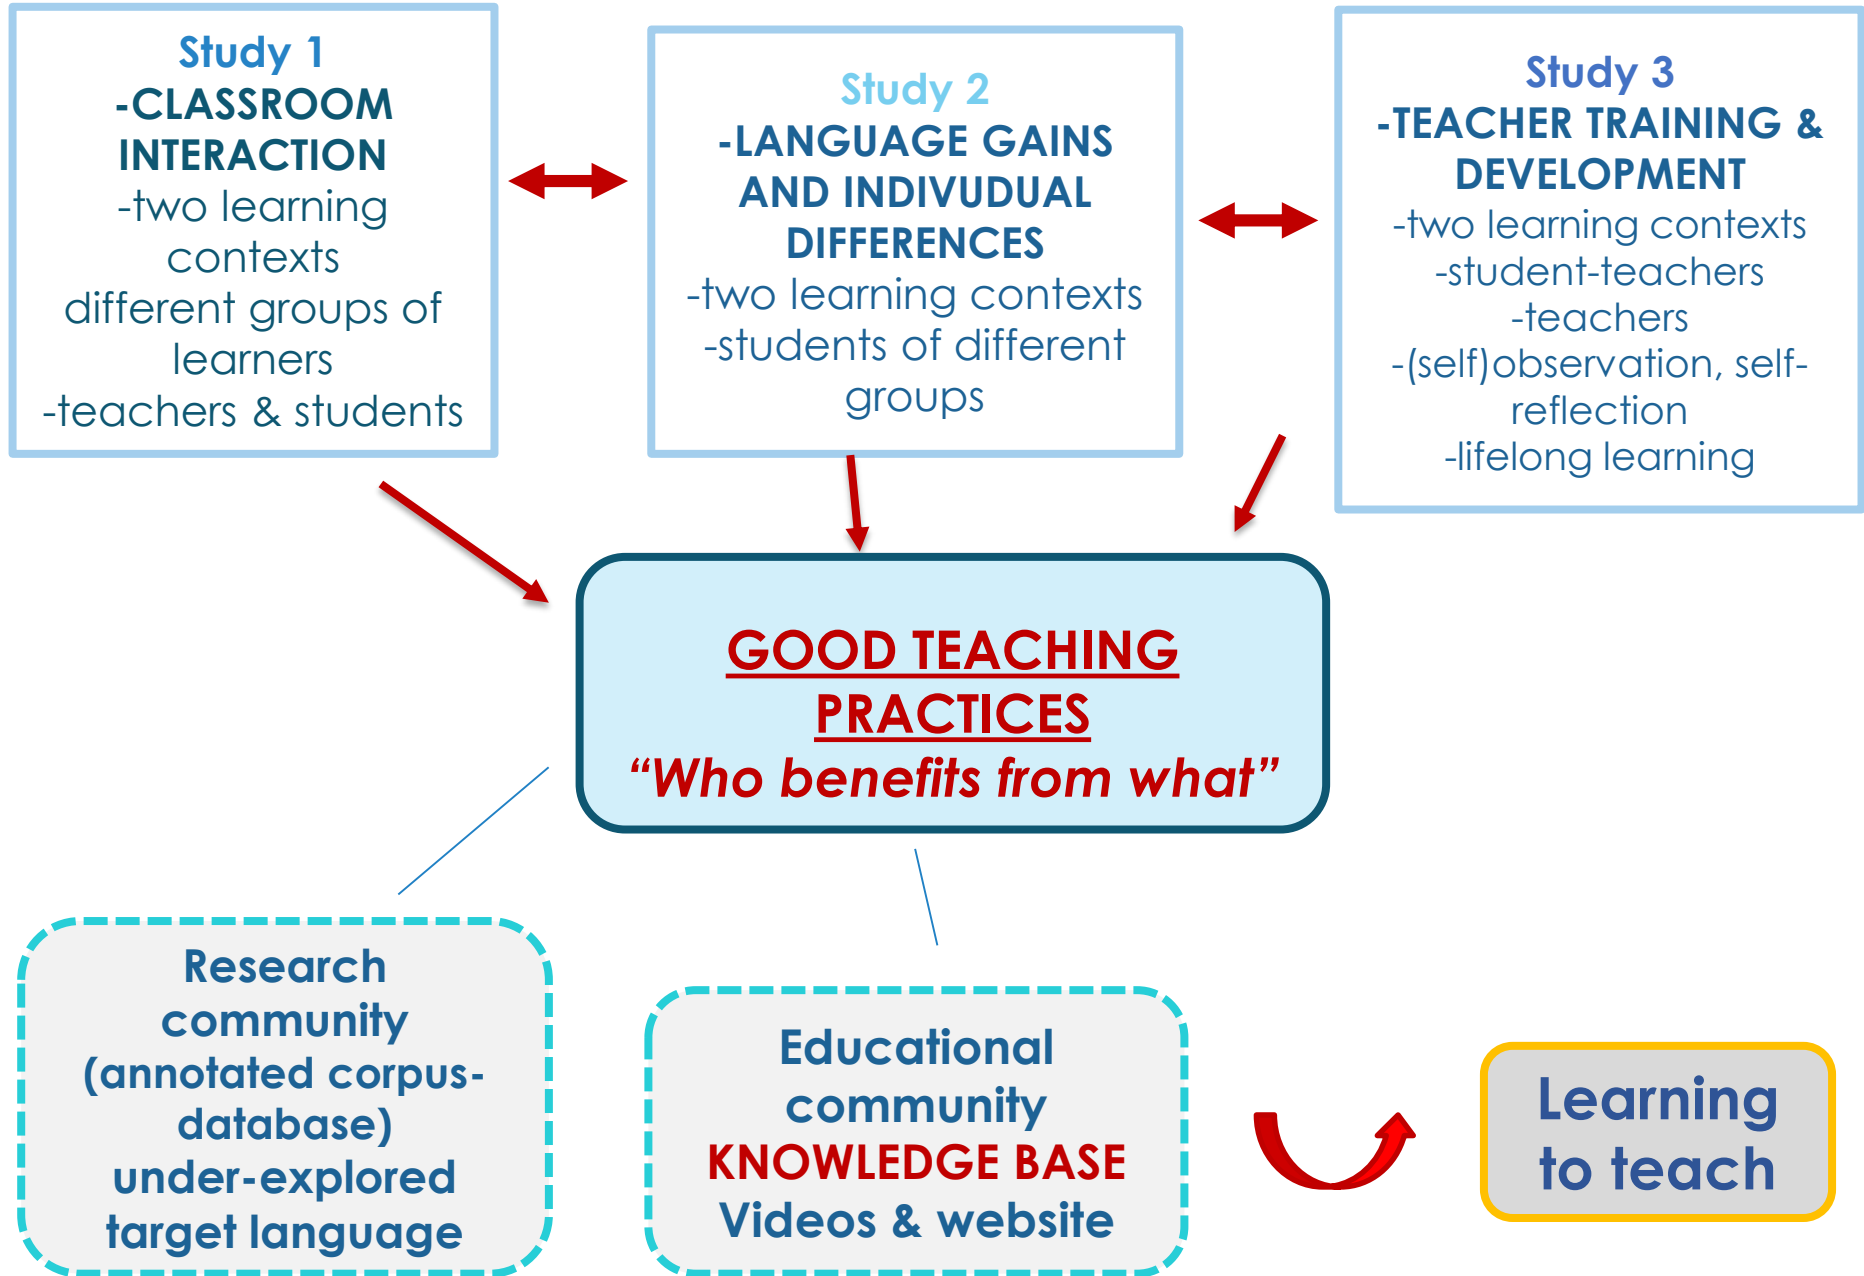 Study 1
-CLASSROOM
INTERACTION
-two learning
contexts
different groups of
learners
-teachers & students
Study 2
-LANGUAGE GAINS
AND INDIVUDUAL
DIFFERENCES
-two learning contexts
-students of different
groups
Study 3
-TEACHER TRAINING &
DEVELOPMENT
-two learning contexts
-student-teachers
-teachers
-(self)observation, self-
reflection
-lifelong learning
GOOD TEACHING
PRACTICES
“Who benefits from what”
Research
community
(annotated corpus-
database)
under-explored
target language
Educational
community
KNOWLEDGE BASE
Videos & website
Learning
to teach